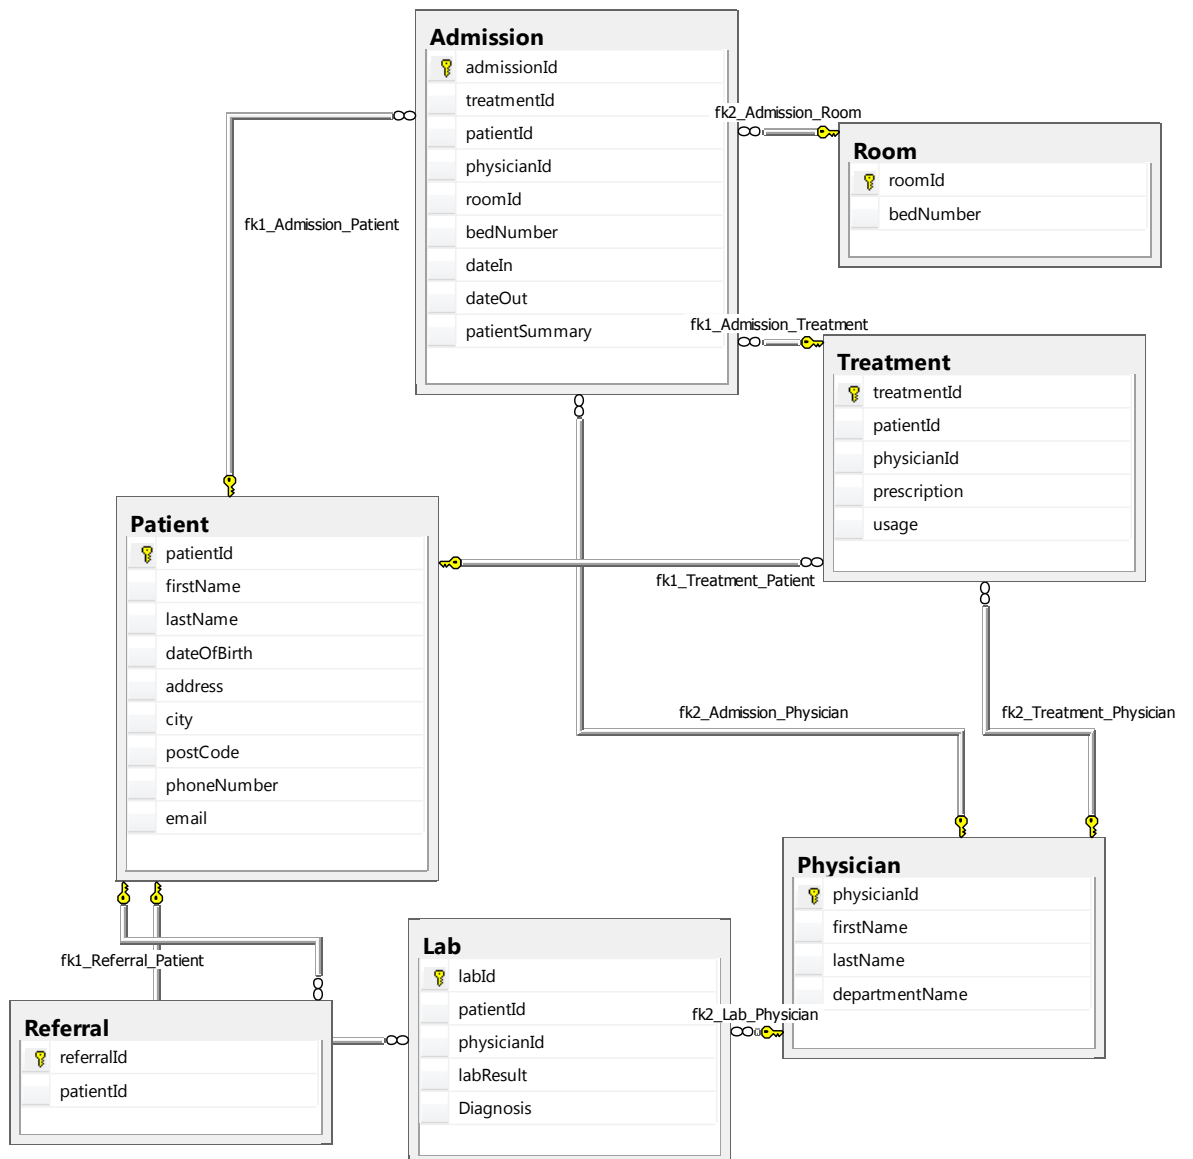 Admission
admissionId
treatmentId
patientId
physicianId
roomId
bedNumber
dateIn
dateOut
patientSummary
fk2_Admission_Room
Room
roomId
bedNumber
fk1_Admission_Patient
fk1_Admission_Treatment
Treatment
treatmentId
patientId
physicianId
prescription
usage
Patient
patientId
firstName
lastName
dateOfBirth
address
city
postCode
phoneNumber
email
fk1_Treatment_Patient
fk2_Admission_Physician
fk2_Treatment_Physician
Physician
physicianId
firstName
lastName
departmentName
fk1_Referral_Patient
Referral
referralId
patientId
Lab
labId
patientId
physicianId
labResult
Diagnosis
fk2_Lab_Physician